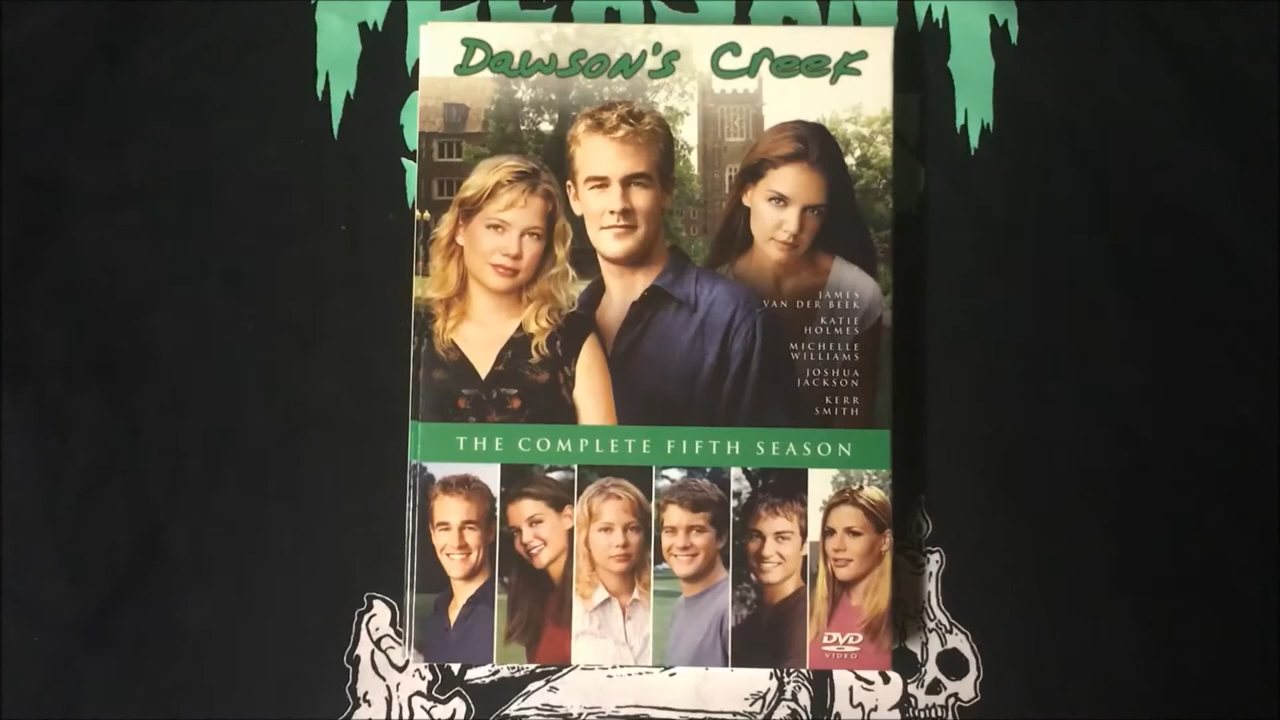 Dawson's Creek
JAMES
VAN DER BEEK
KATIE
HOLMES
MICHELLE
WILLIAMS
JOSHUA
JACKSON
KERR
SMITH
THE COMPLETE FIFTH SEASON
DVD
VIDEO